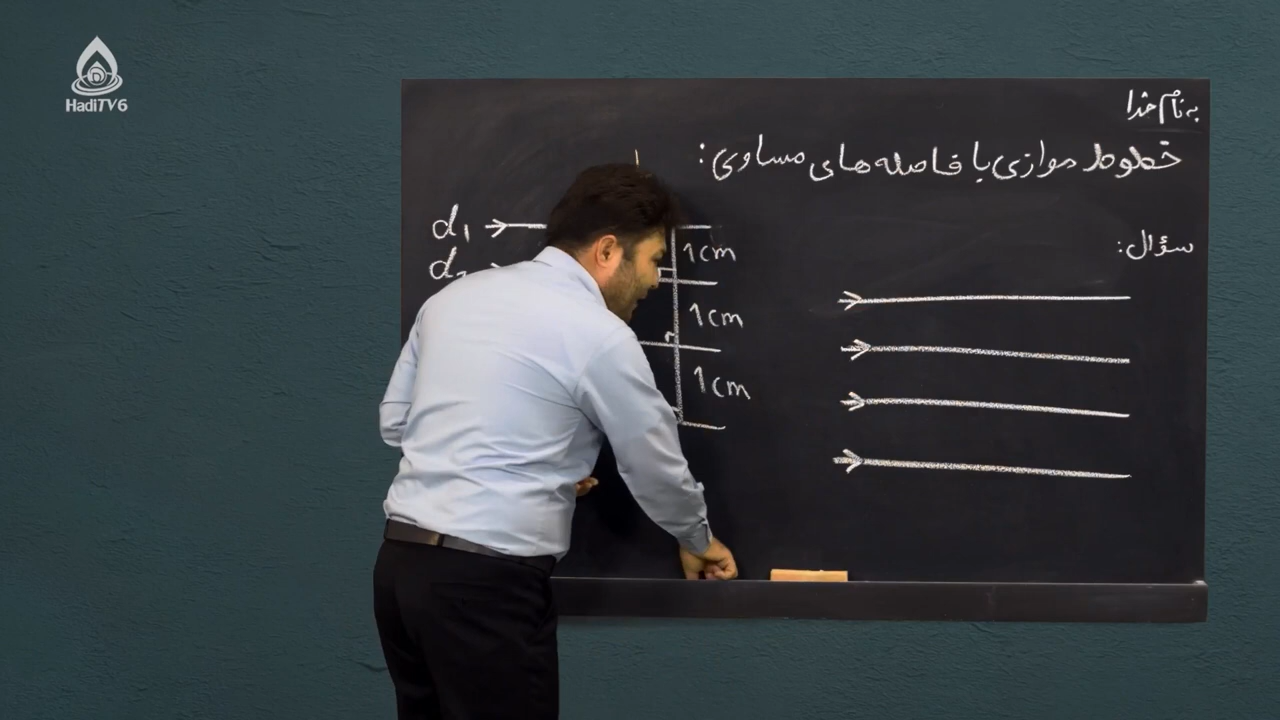 به نام خدا
خطوط موازی با فاصله های مساوی:
سؤال:
d₁
d₂
1cm
1cm
1cm
HadiTV6